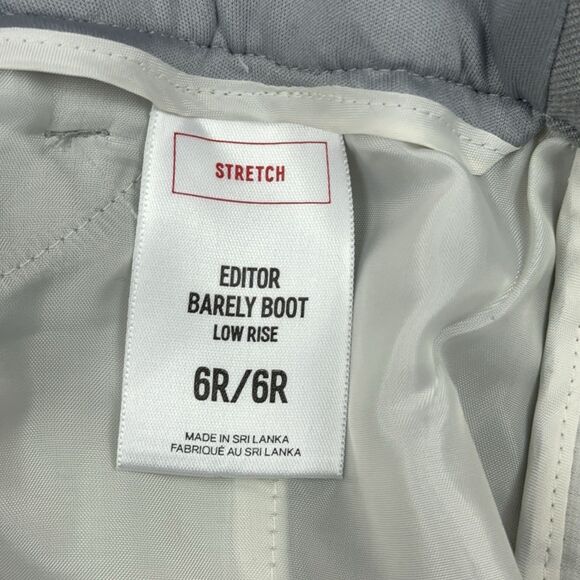 STRETCH
EDITOR
BARELY BOOT
LOW RISE
6R/6R
MADE IN SRI LANKA
FABRIQUÉ AU SRI LANKA